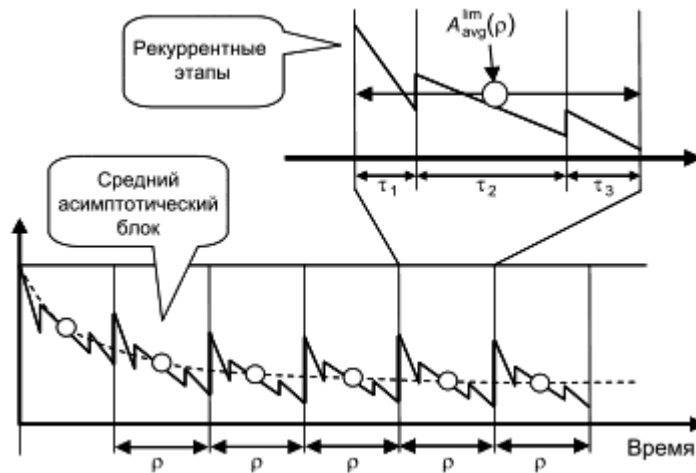 Рекуррентные
этапы
A^lim_avg(ρ)
τ₁ τ₂ τ₃
Средний
асимптотический
блок
ρ ρ ρ ρ ρ
Время